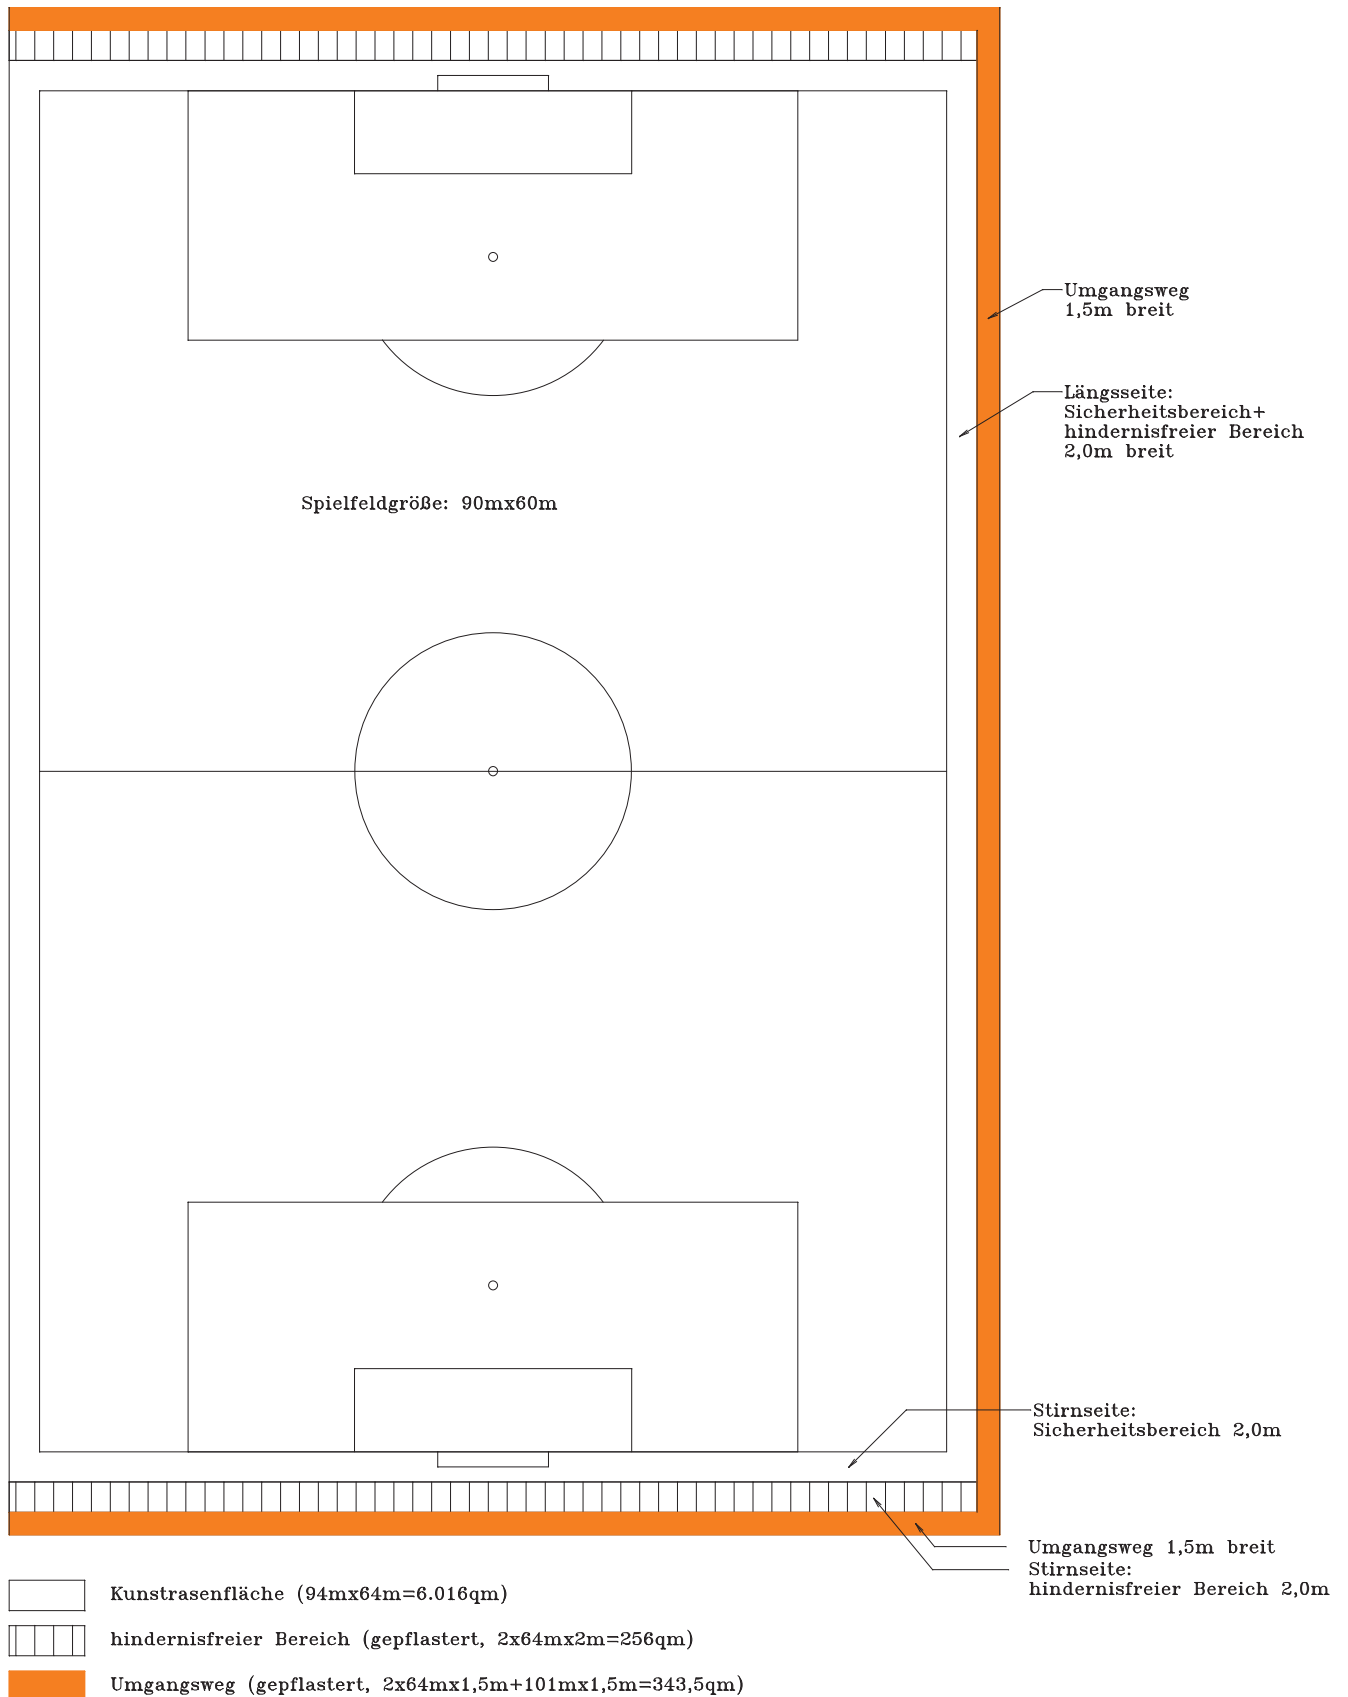 Umgangsweg
1,5m breit
Längsseite:
Sicherheitsbereich+
hindernisfreier Bereich
2,0m breit
Spielfeldgröße: 90mx60m
Stirnseite:
Sicherheitsbereich 2,0m
Umgangsweg 1,5m breit
Stirnseite:
hindernisfreier Bereich 2,0m
Kunstrasenfläche (94mx64m=6.016qm)
hindernisfreier Bereich (gepflastert, 2x64mx2m=256qm)
Umgangsweg (gepflastert, 2x64mx1,5m+101mx1,5m=343,5qm)